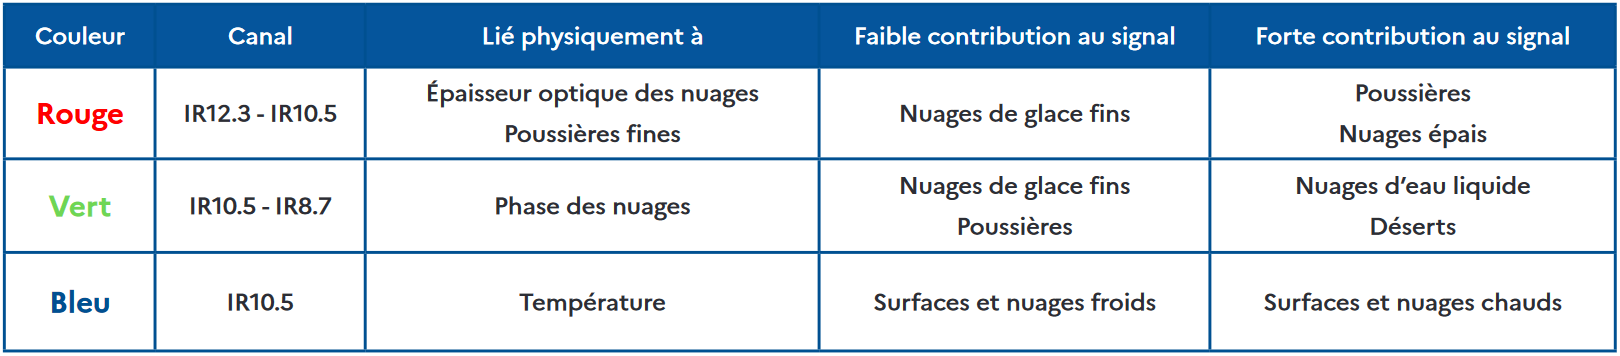 Couleur
Canal
Lié physiquement à
Faible contribution au signal
Forte contribution au signal
Rouge
IR12.3 - IR10.5
Épaisseur optique des nuages
Poussières fines
Nuages de glace fins
Poussières
Nuages épais
Vert
IR10.5 - IR8.7
Phase des nuages
Nuages de glace fins
Poussières
Nuages d’eau liquide
Déserts
Bleu
IR10.5
Température
Surfaces et nuages froids
Surfaces et nuages chauds